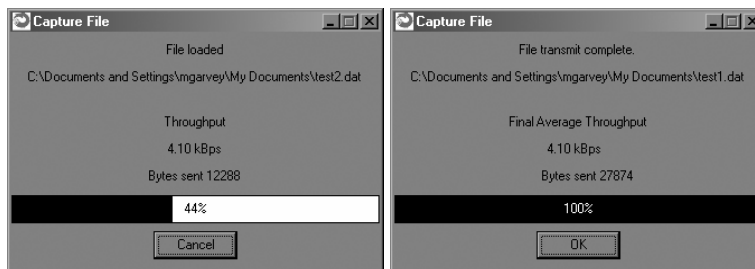 Capture File
File loaded
C:\Documents and Settings\mgarvey\My Documents\test2.dat
Throughput
4.10 kBps
Bytes sent 12288
44%
Cancel
Capture File
File transmit complete.
C:\Documents and Settings\mgarvey\My Documents\test1.dat
Final Average Throughput
4.10 kBps
Bytes sent 27874
100%
OK